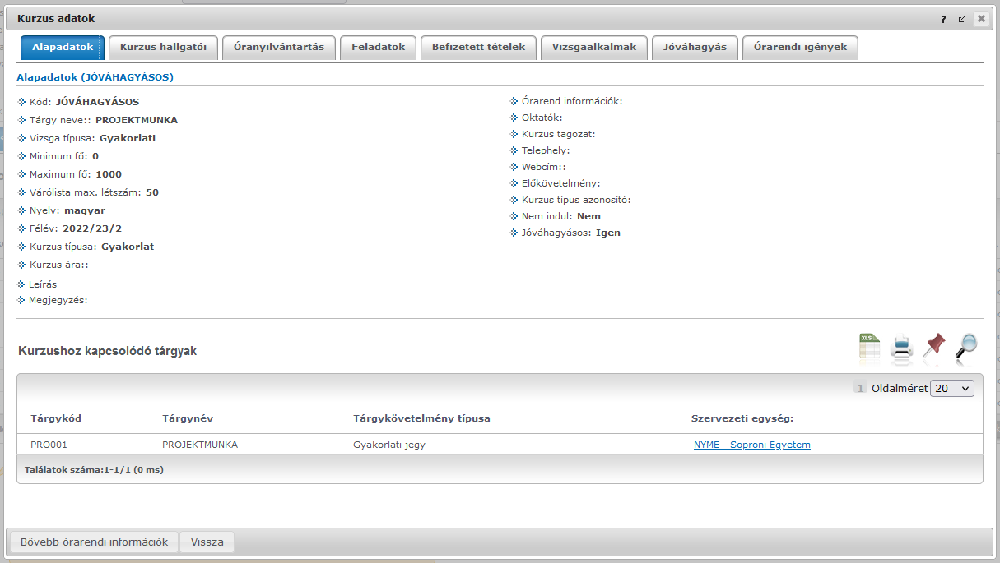 Kurzus adatok
?
Alapadatok Kurzus hallgatói Óranyilvántartás Feladatok Befizetett tételek Vizsgaalkalmak Jóváhagyás Órarendi igények
Alapadatok (JÓVÁHAGYÁSOS)
Kód: JÓVÁHAGYÁSOS
Tárgy neve:: PROJEKTMUNKA
Vizsga típusa: Gyakorlati
Minimum fő: 0
Maximum fő: 1000
Várólista max. létszám: 50
Nyelv: magyar
Félév: 2022/23/2
Kurzus típusa: Gyakorlat
Kurzus ára::
Leírás
Megjegyzés:
Órarend információk:
Oktatók:
Kurzus tagozat:
Telephely:
Webcím::
Előkövetelmény:
Kurzus típus azonosító:
Nem indul: Nem
Jóváhagyásos: Igen
Kurzushoz kapcsolódó tárgyak
XLS
1 Oldalméret 20
Tárgykód Tárgynév Tárgykövetelmény típusa Szervezeti egység:
PRO001 PROJEKTMUNKA Gyakorlati jegy NYME - Soproni Egyetem
Találatok száma:1-1/1 (0 ms)
Bővebb órarendi információk Vissza